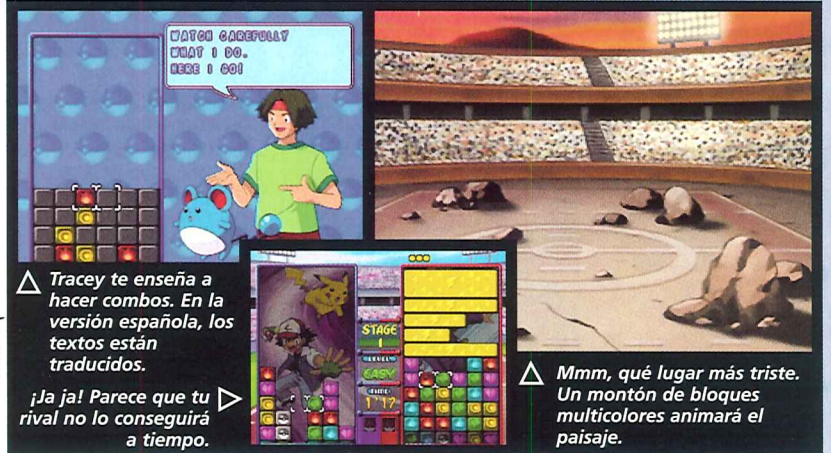 WATCH CAREFULLY
WHAT I DO.
HERE I GO!
△ Tracey te enseña a
hacer combos. En la
versión española, los
textos están
traducidos.
¡Ja ja! Parece que tu
rival no lo conseguirá
a tiempo.
STAGE
1
LEVEL
EASY
TIME
1'17
△ Mmm, qué lugar más triste.
Un montón de bloques
multicolores animará el
paisaje.